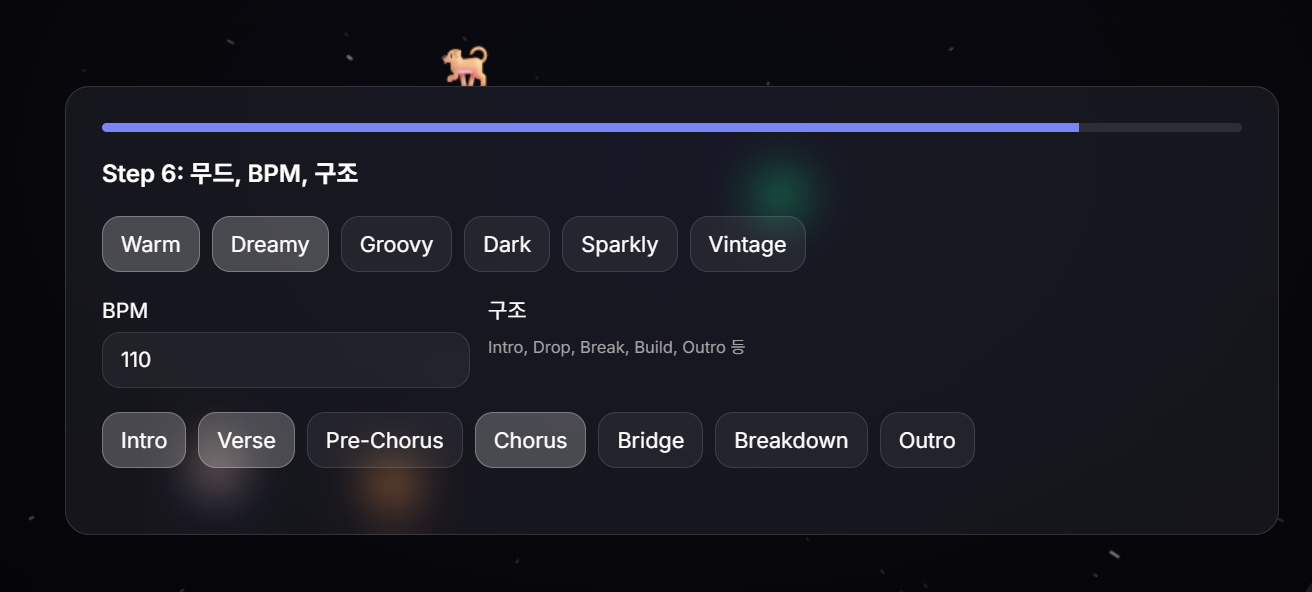 Step 6: 무드, BPM, 구조
Warm Dreamy Groovy Dark Sparkly Vintage
BPM 구조
Intro, Drop, Break, Build, Outro 등
110
Intro Verse Pre-Chorus Chorus Bridge Breakdown Outro